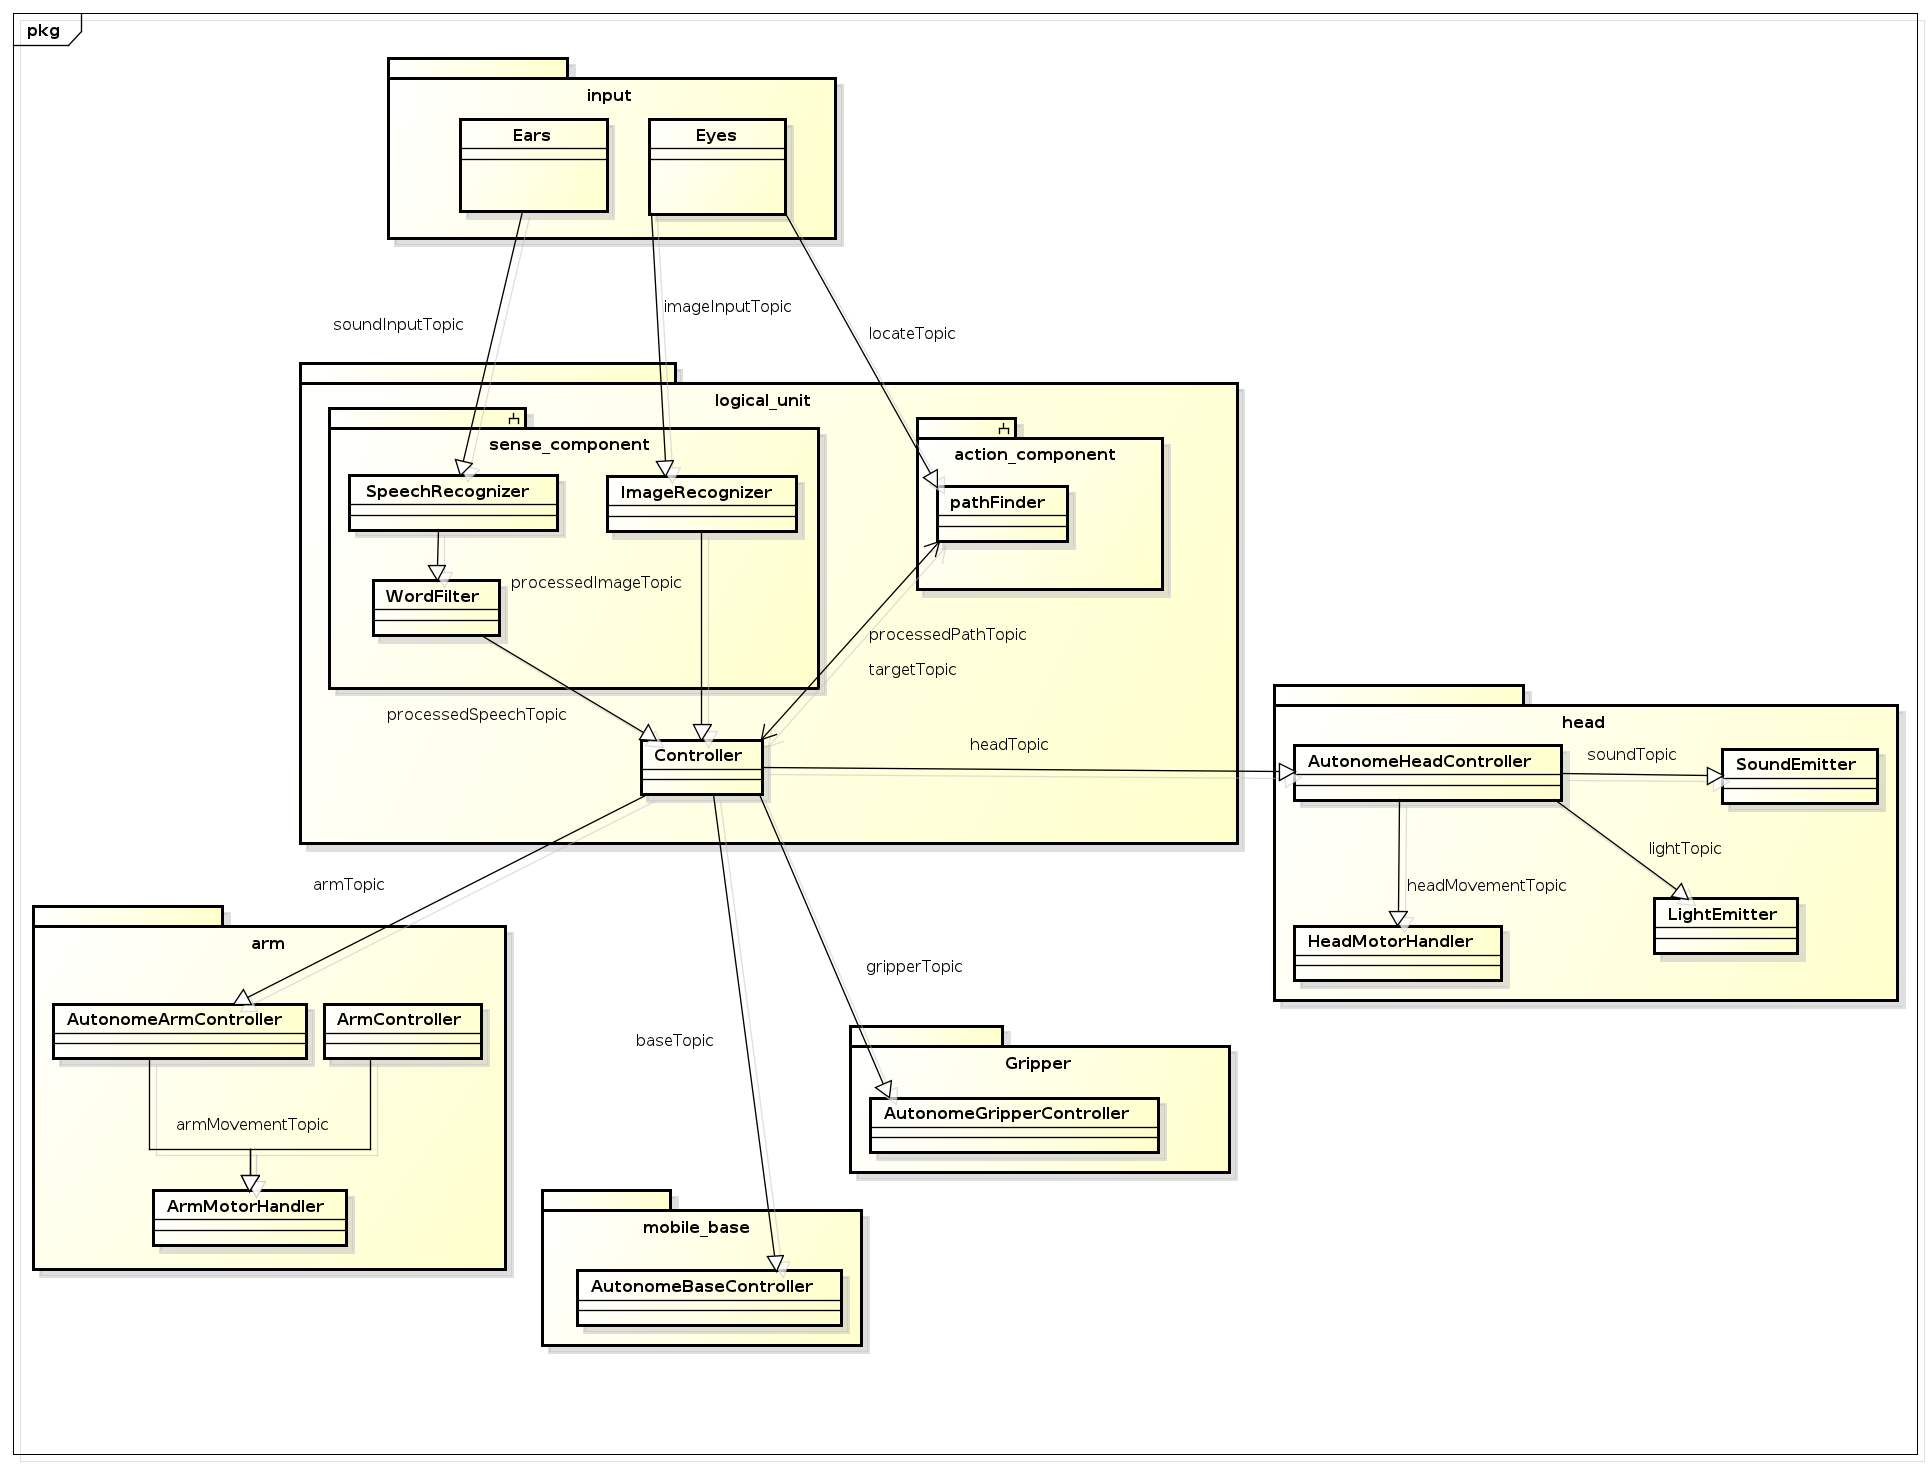 pkg
input
Ears
Eyes
soundInputTopic
imageInputTopic
locateTopic
logical_unit
sense_component
action_component
SpeechRecognizer
ImageRecognizer
pathFinder
WordFilter
processedImageTopic
processedPathTopic
targetTopic
processedSpeechTopic
Controller
headTopic
head
AutonomeHeadController
soundTopic
SoundEmitter
lightTopic
headMovementTopic
LightEmitter
HeadMotorHandler
armTopic
arm
AutonomeArmController
ArmController
armMovementTopic
ArmMotorHandler
gripperTopic
baseTopic
Gripper
AutonomeGripperController
mobile_base
AutonomeBaseController